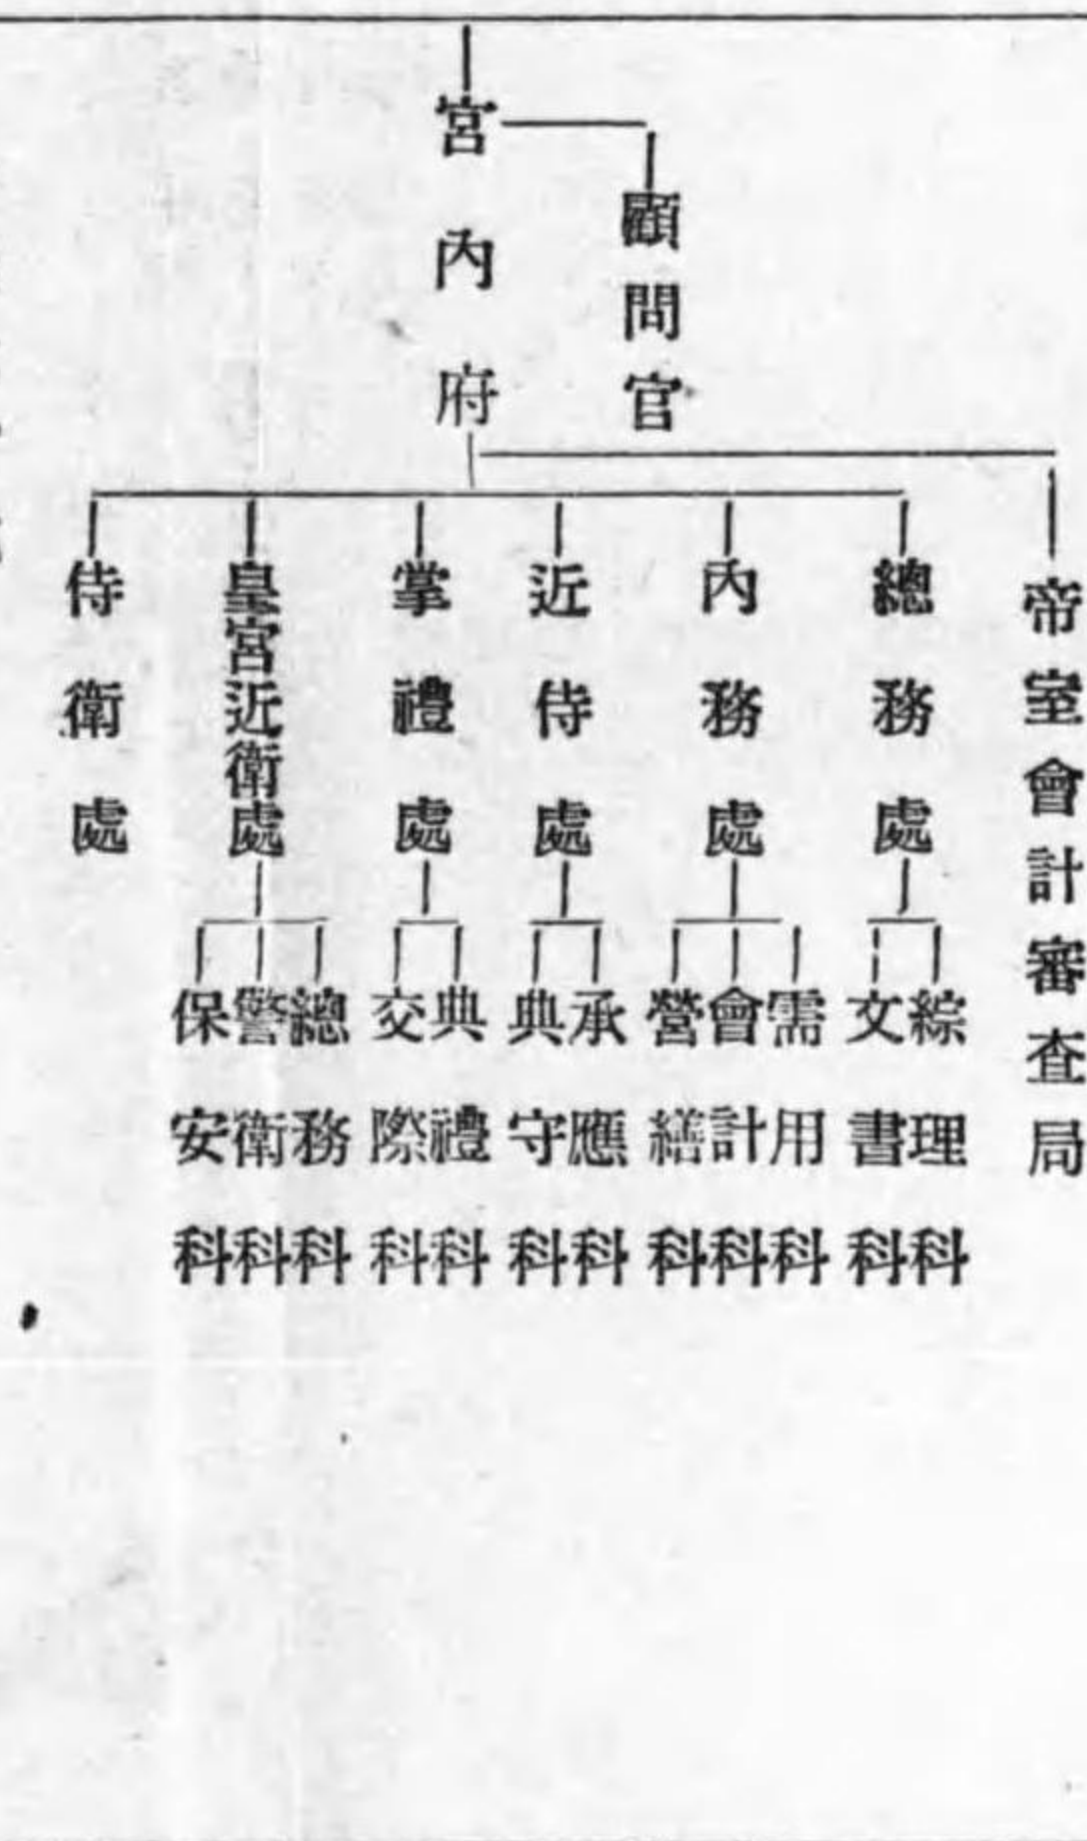 宮內府
顧問官
帝室會計審査局
總務處
綜理科
文書科
內務處
需用科
會計科
營繕科
近侍處
承應科
典守科
掌禮處
典禮科
交際科
皇宮近衛處
總務科
警衛科
保安科
侍衛處